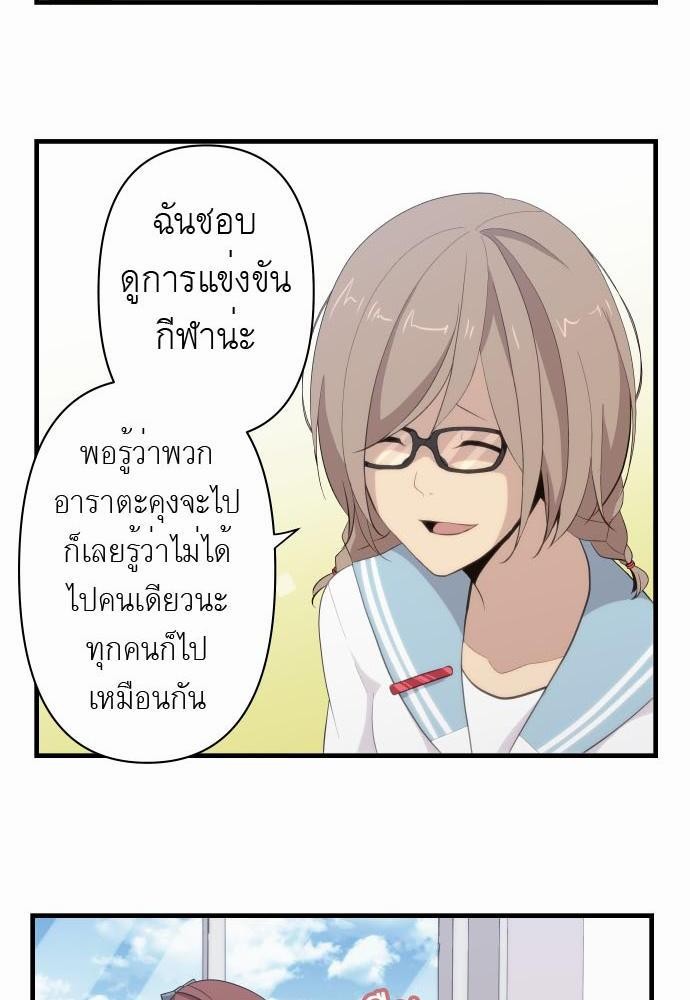 ฉันชอบ
ดูการแข่งขัน
กีฬาน่ะ
พอรู้ว่าพวก
อาราตะคุงจะไป
ก็เลยรู้ว่าไม่ได้
ไปคนเดียวนะ
ทุกคนก็ไป
เหมือนกัน